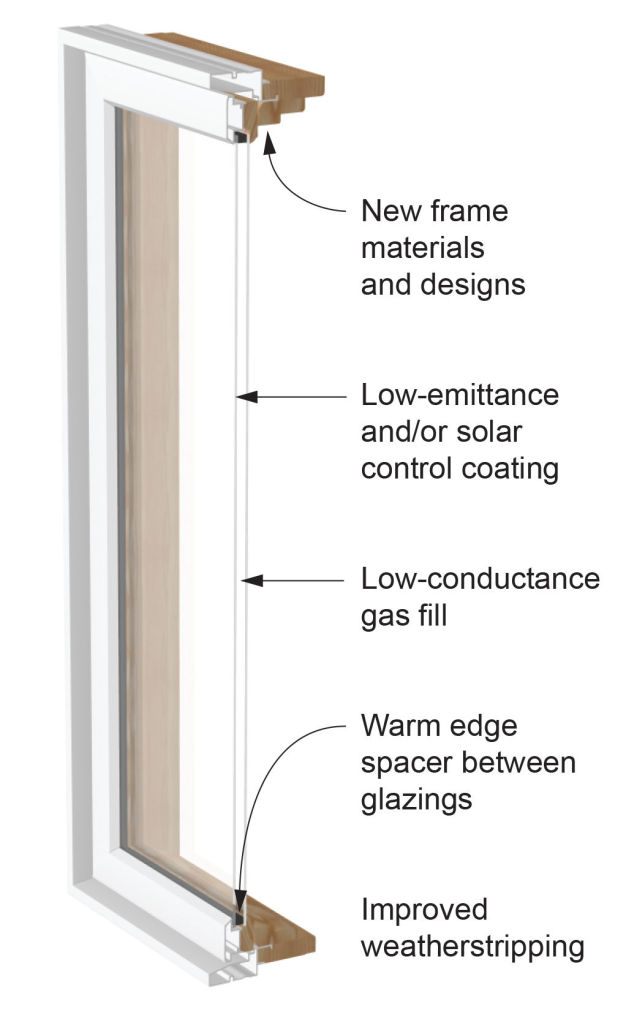 New frame
materials
and designs
Low-emittance
and/or solar
control coating
Low-conductance
gas fill
Warm edge
spacer between
glazings
Improved
weatherstripping